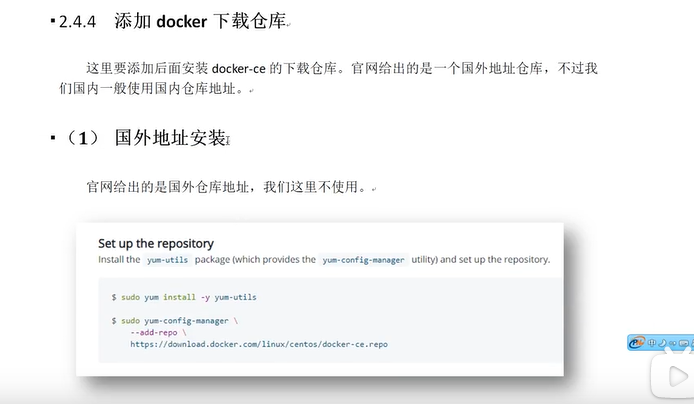 2.4.4 添加 docker 下载仓库
这里要添加后面安装 docker-ce 的下载仓库。官网给出的是一个国外地址仓库，不过我
们国内一般使用国内仓库地址。
（1） 国外地址安装
官网给出的是国外仓库地址，我们这里不使用。
Set up the repository
Install the yum-utils package (which provides the yum-config-manager utility) and set up the repository.
$ sudo yum install -y yum-utils
$ sudo yum-config-manager \
--add-repo \
https://download.docker.com/linux/centos/docker-ce.repo
中